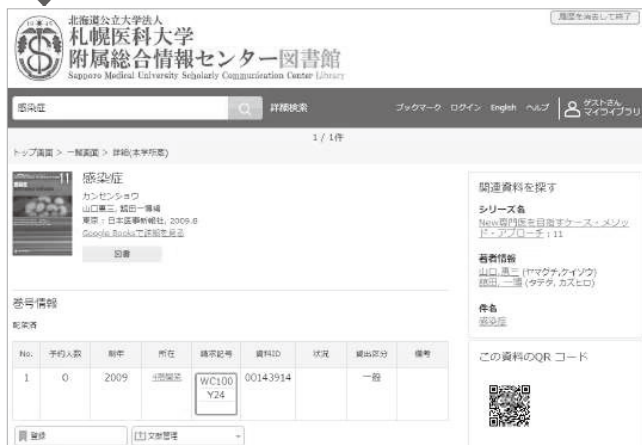 履歴を消去して終了
北海道公立大学法人
札幌医科大学
附属総合情報センター図書館
Sapporo Medical University Scholarly Communication Center Library
感染症
詳細検索
ブックマーク ログイン English ヘルプ
ゲストさん
マイライブラリ
1 / 1件
トップ画面 > 一覧画面 > 詳細(本学所蔵)
11
感染症
カンセンショウ
山口惠三, 舘田一博編
東京 : 日本医事新報社, 2009.6
Google Booksで詳細を見る
図書
巻号情報
配架済
No. 予約人数 刷年 所在 請求記号 資料ID 状況 貸出区分 備考
1 0 2009 4階開架 WC100 00143914 一般
Y24
登録
文献管理
関連資料を探す
シリーズ名
New専門医を目指すケース・メソッ
ド・アプローチ ; 11
著者情報
山口, 惠三 (ヤマグチ,ケイゾウ)
舘田, 一博 (タテダ, カズヒロ)
件名
感染症
この資料のQR コード